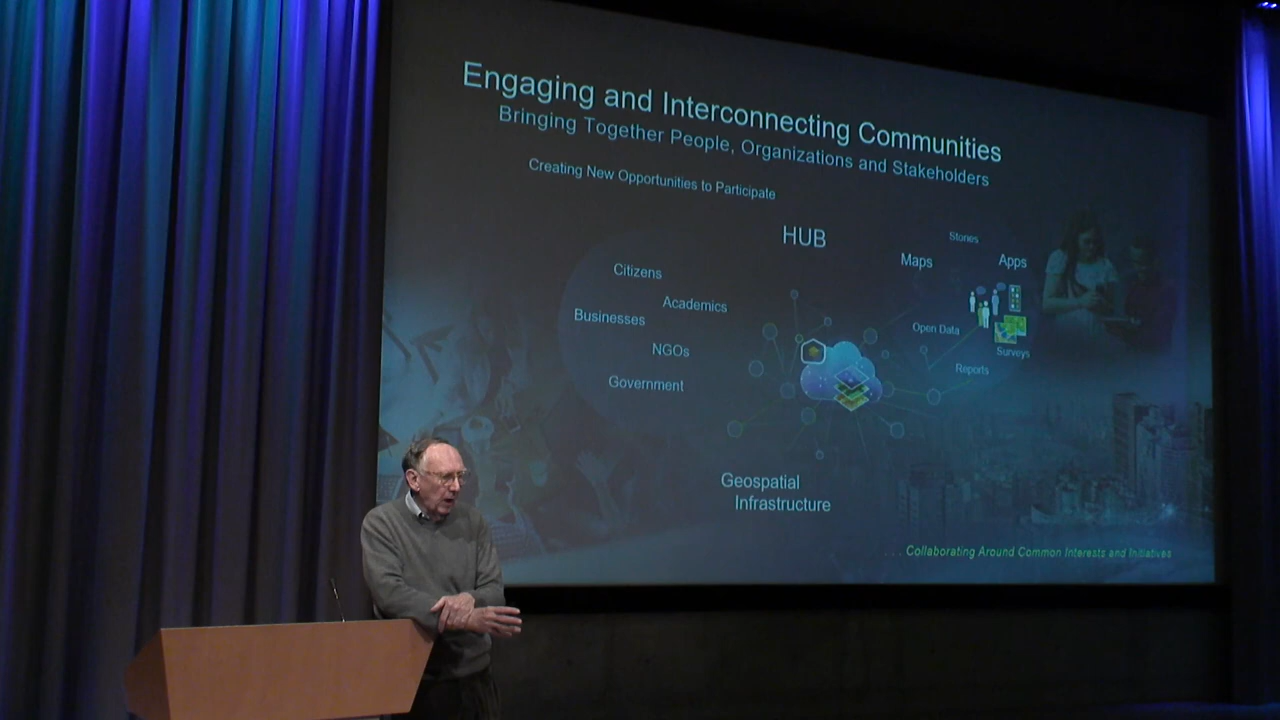 Engaging and Interconnecting Communities
Bringing Together People, Organizations and Stakeholders
Creating New Opportunities to Participate
HUB
Citizens
Academics
Businesses
NGOs
Government
Stories
Maps
Apps
Open Data
Surveys
Reports
Geospatial
Infrastructure
. . . Collaborating Around Common Interests and Initiatives